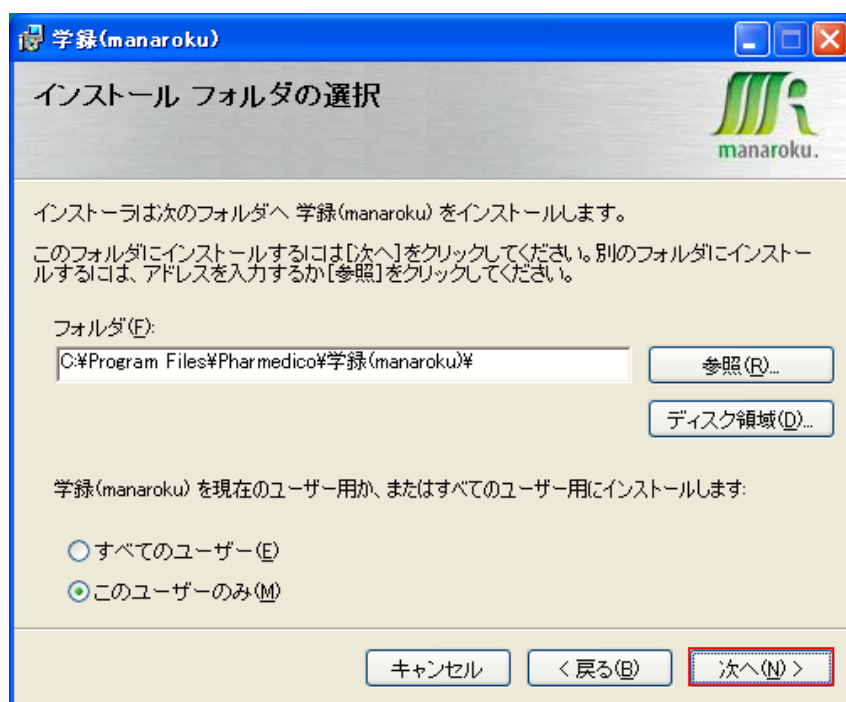 学録(manaroku)
インストール フォルダの選択
manaroku.
インストーラは次のフォルダへ 学録(manaroku) をインストールします。
このフォルダにインストールするには[次へ]をクリックしてください。別のフォルダにインストー
ルするには、アドレスを入力するか[参照]をクリックしてください。
フォルダ(F):
C:¥Program Files¥Pharmedico¥学録(manaroku)¥
参照(R)...
ディスク領域(D)...
学録(manaroku) を現在のユーザー用か、またはすべてのユーザー用にインストールします:
すべてのユーザー(E)
このユーザーのみ(M)
キャンセル
< 戻る(B)
次へ(N) >